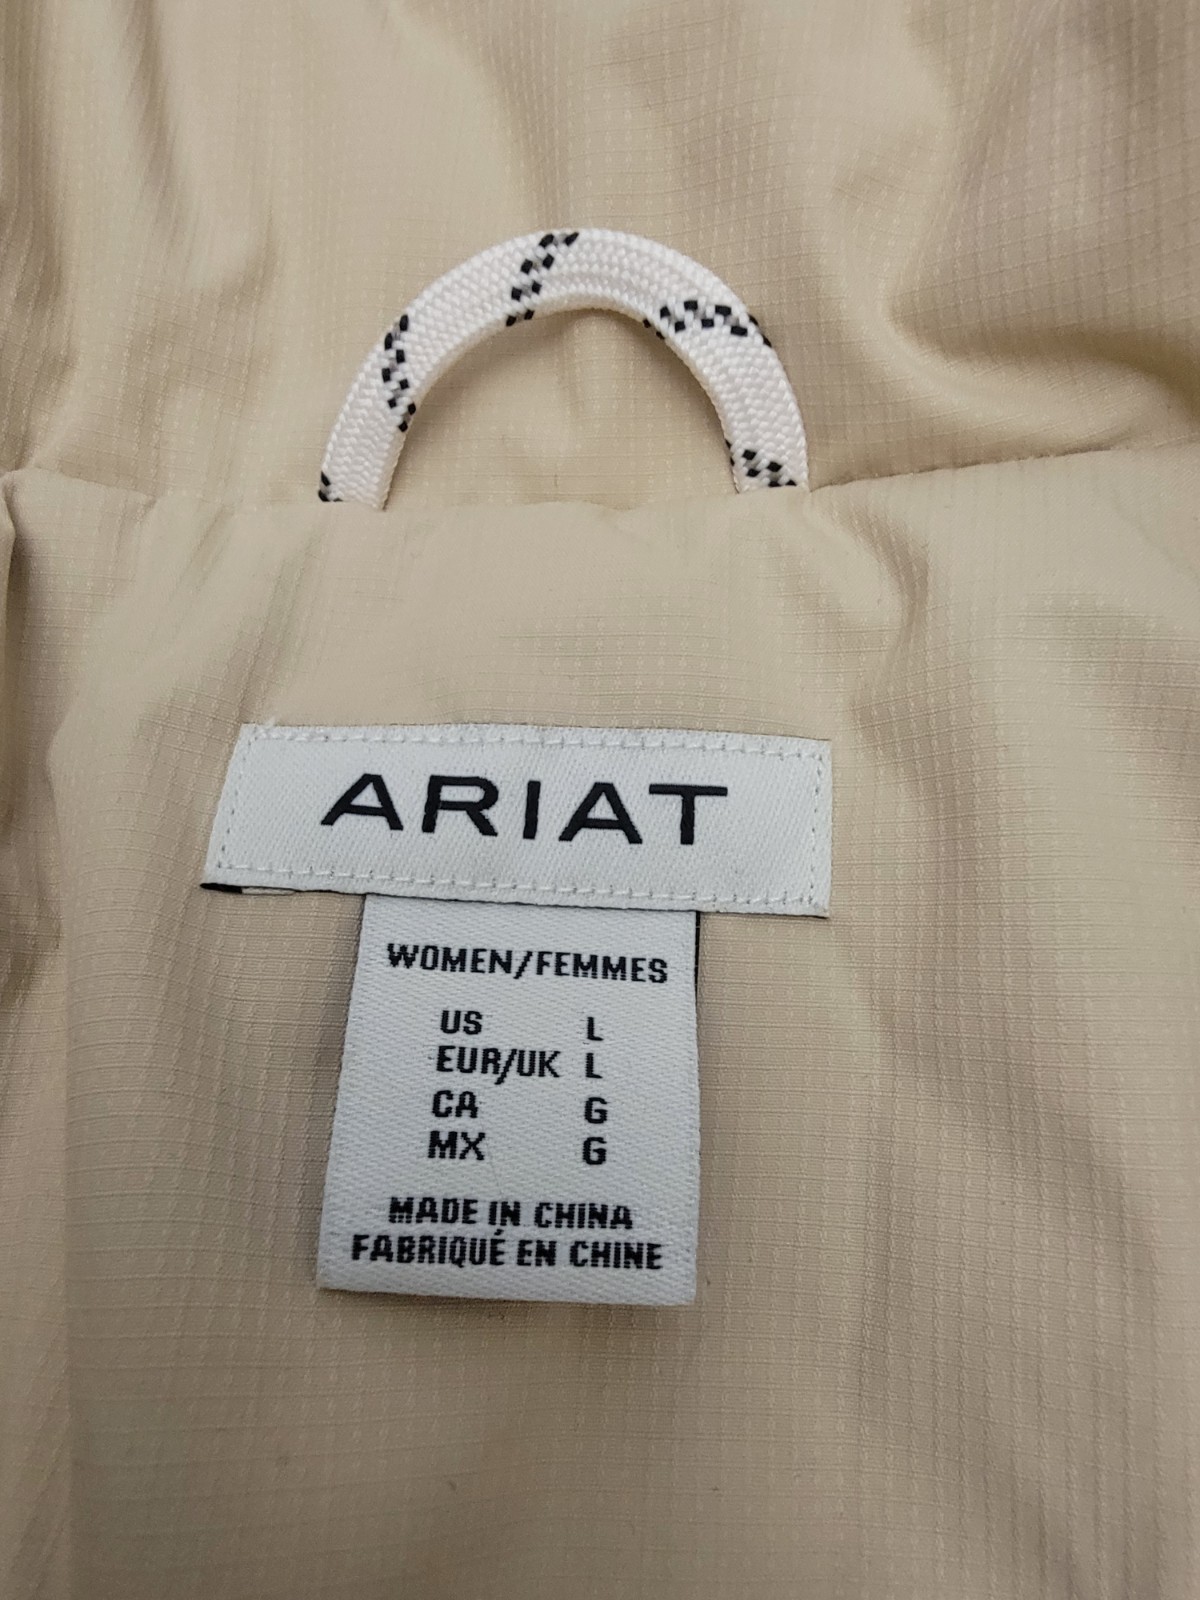 ARIAT
WOMEN/FEMMES
US L
EUR/UK L
CA G
MX G
MADE IN CHINA
FABRIQUÉ EN CHINE